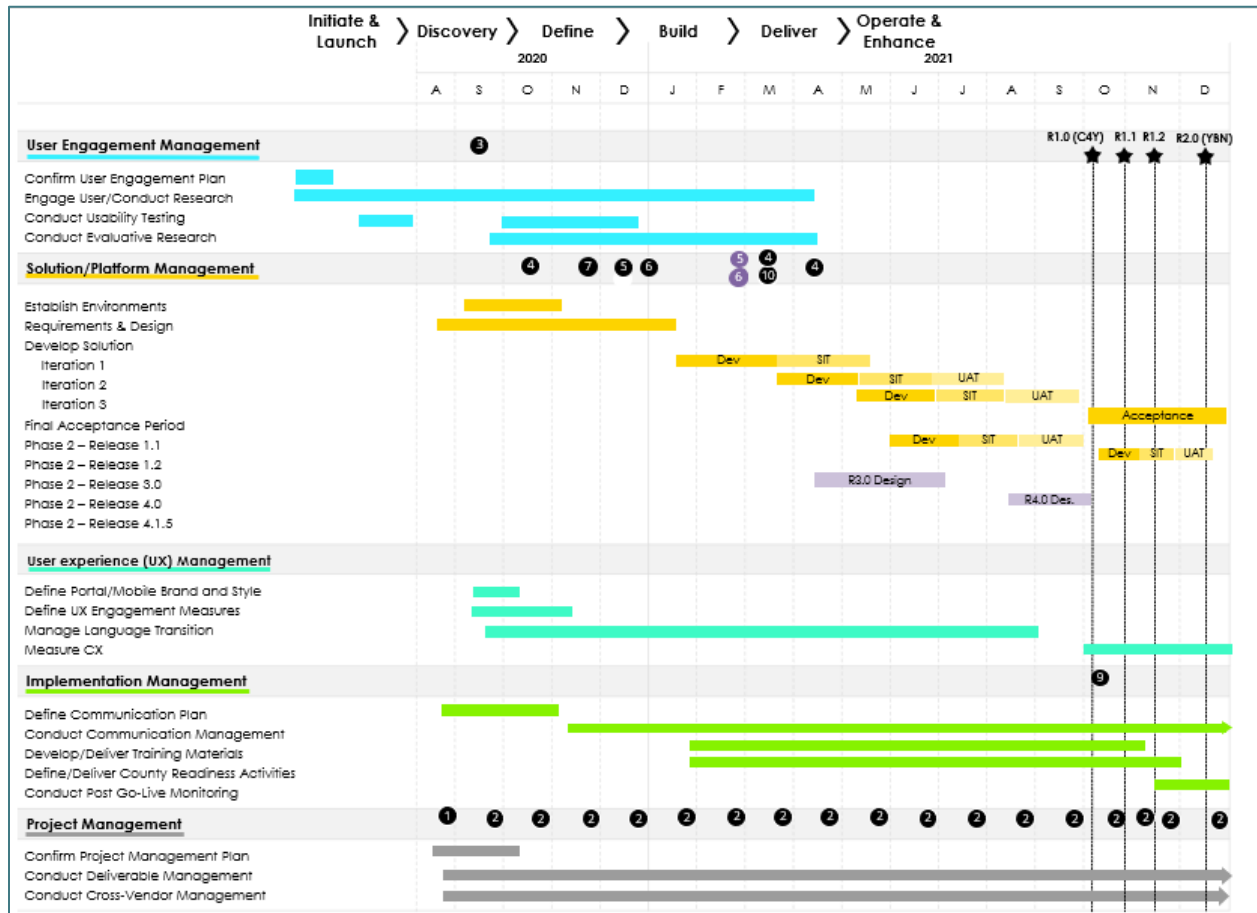 Initiate & Launch Discovery Define Build Deliver Operate & Enhance
2020 2021
A S O N D J F M A M J J A S O N D
R1.0 (C4Y) R1.1 R1.2 R2.0 (YBN)
User Engagement Management 3
Confirm User Engagement Plan
Engage User/Conduct Research
Conduct Usability Testing
Conduct Evaluative Research
Solution/Platform Management 4 7 5 6 5 4 4
6 10
Establish Environments
Requirements & Design
Develop Solution
Iteration 1 Dev SIT
Iteration 2 Dev SIT UAT
Iteration 3 Dev SIT UAT
Final Acceptance Period Acceptance
Phase 2 – Release 1.1 Dev SIT UAT
Phase 2 – Release 1.2 Dev SIT UAT
Phase 2 – Release 3.0 R3.0 Design
Phase 2 – Release 4.0 R4.0 Des.
Phase 2 – Release 4.1.5
User experience (UX) Management
Define Portal/Mobile Brand and Style
Define UX Engagement Measures
Manage Language Transition
Measure CX
Implementation Management 9
Define Communication Plan
Conduct Communication Management
Develop/Deliver Training Materials
Define/Deliver County Readiness Activities
Conduct Post Go-Live Monitoring
Project Management 1 2 2 2 2 2 2 2 2 2 2 2 2 2 2 2 2 2
Confirm Project Management Plan
Conduct Deliverable Management
Conduct Cross-Vendor Management